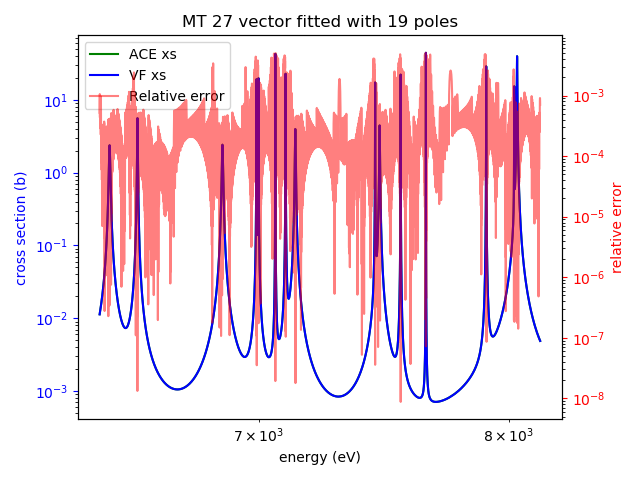 MT 27 vector fitted with 19 poles
ACE xs
VF xs
Relative error
cross section (b)
10¹
10⁰
10⁻¹
10⁻²
10⁻³
10⁻³
10⁻⁴
10⁻⁵
10⁻⁶
10⁻⁷
10⁻⁸
relative error
7 × 10³
8 × 10³
energy (eV)